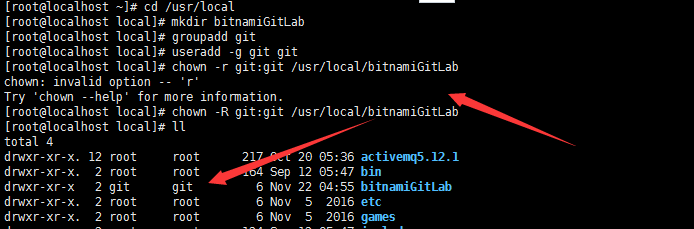 [root@localhost ~]# cd /usr/local
[root@localhost local]# mkdir bitnamiGitLab
[root@localhost local]# groupadd git
[root@localhost local]# useradd -g git git
[root@localhost local]# chown -r git:git /usr/local/bitnamiGitLab
chown: invalid option -- 'r'
Try 'chown --help' for more information.
[root@localhost local]# chown -R git:git /usr/local/bitnamiGitLab
[root@localhost local]# ll
total 4
drwxr-xr-x. 12 root root 217 Oct 20 05:36 activemq5.12.1
drwxr-xr-x. 2 root root 164 Sep 12 05:47 bin
drwxr-xr-x 2 git git 6 Nov 22 04:55 bitnamiGitLab
drwxr-xr-x. 2 root root 6 Nov 5 2016 etc
drwxr-xr-x. 2 root root 6 Nov 5 2016 games